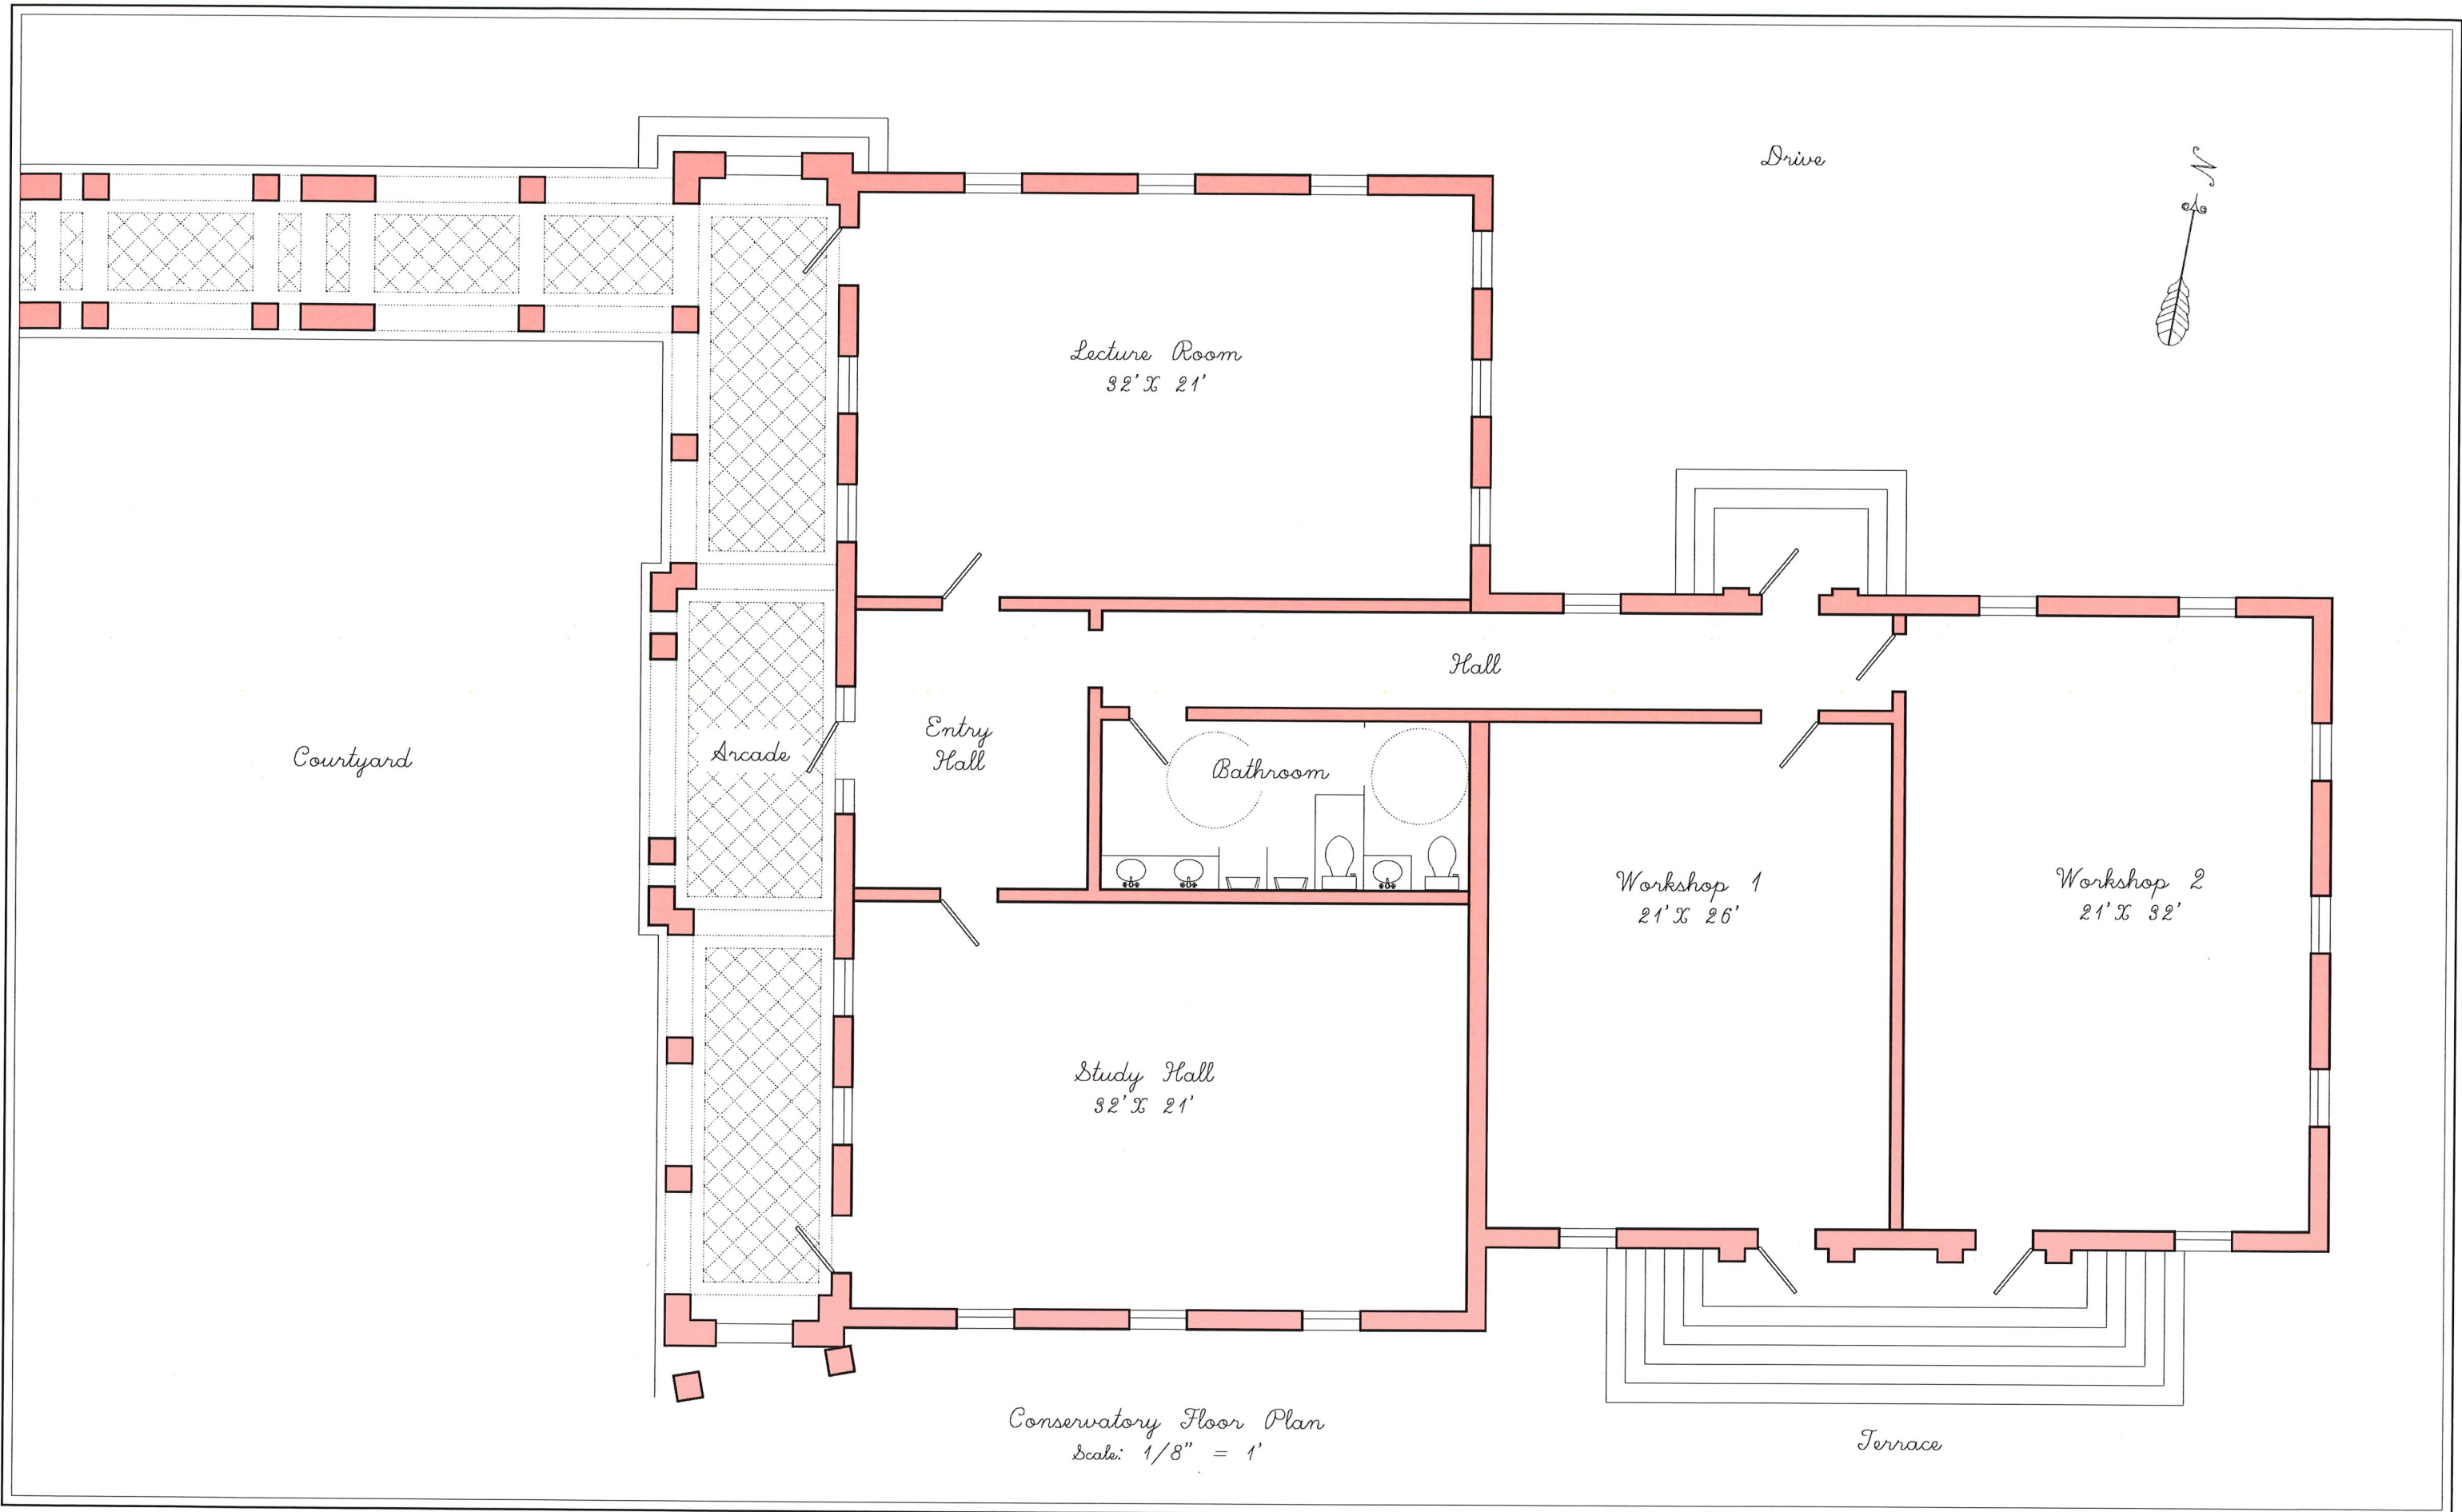 Drive
N
Lecture Room
32' X 21'
Hall
Entry
Hall
Courtyard
Arcade
Bathroom
Workshop 1
21' X 26'
Workshop 2
21' X 32'
Study Hall
32' X 21'
Conservatory Floor Plan
Scale: 1/8" = 1'
Terrace